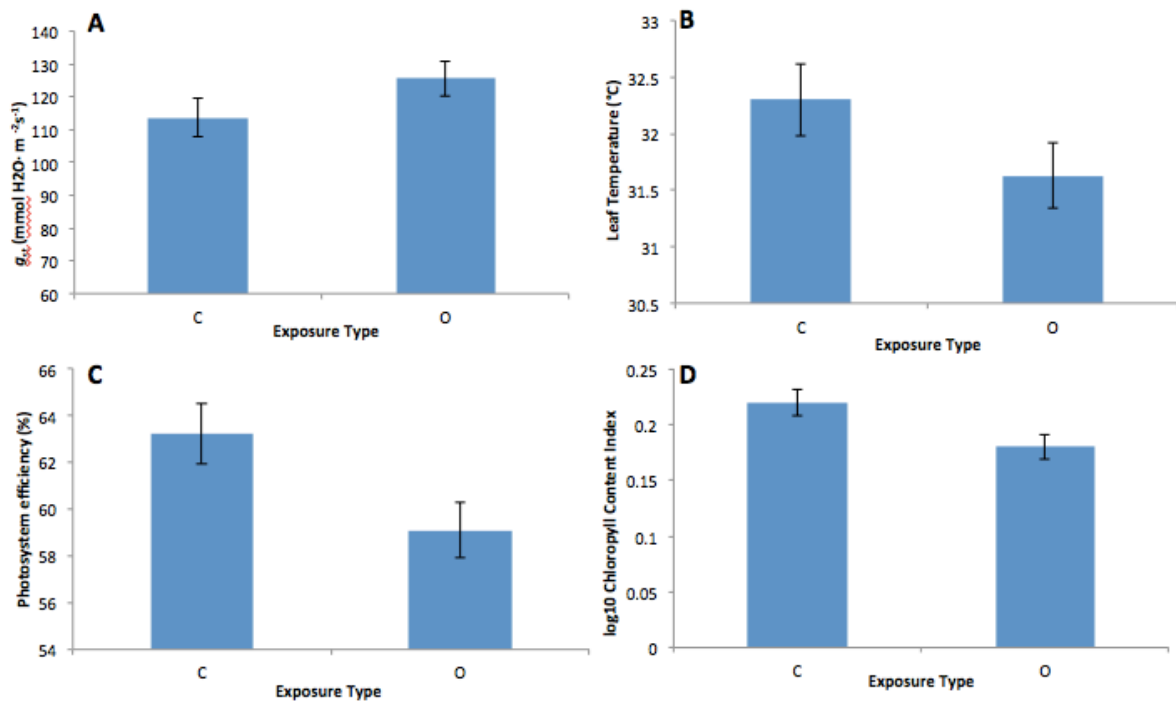 A
140
130
120
110
100
90
80
70
60
gst (mmol H2O· m -2s-1)
C
O
Exposure Type
B
33
32.5
32
31.5
31
30.5
Leaf Temperature (°C)
C
O
Exposure Type
C
66
64
62
60
58
56
54
Photosystem efficiency (%)
C
O
Exposure Type
D
0.25
0.2
0.15
0.1
0.05
0
log10 Chloropyll Content Index
C
O
Exposure Type